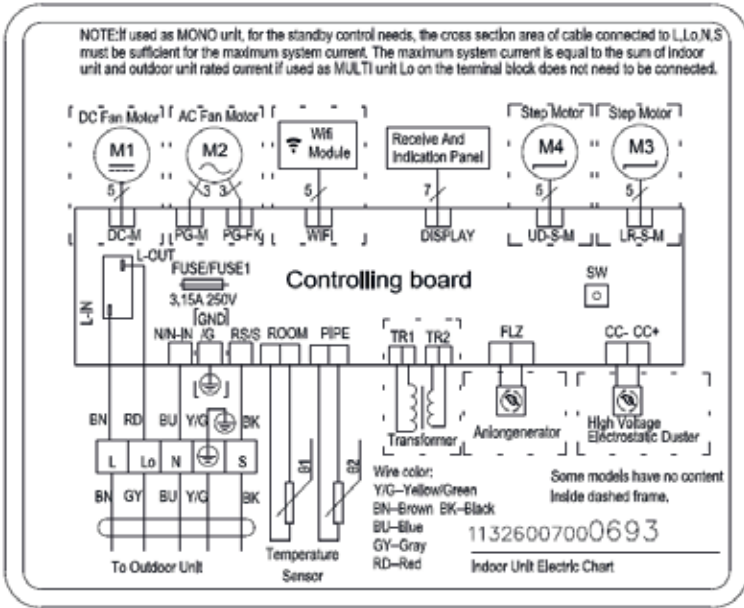 NOTE:If used as MONO unit, for the standby control needs, the cross section area of cable connected to L,Lo,N,S
must be sufficient for the maximum system current. The maximum system current is equal to the sum of indoor
unit and outdoor unit rated current if used as MULTI unit Lo on the terminal block does not need to be connected.
DC Fan Motor AC Fan Motor Step Motor Step Motor
Wifi
Module
Receive And
Indication Panel
M1 M2 M4 M3
5 3 3 5 7 5 5
DC-M PG-M PG-FK WIFI DISPLAY UD-S-M LR-S-M
L-OUT
L-IN
FUSE/FUSE1
3,15A 250V
Controlling board
SW
[GND]
N/N-IN /G RS/S ROOM PIPE TR1 TR2 FLZ CC- CC+
BN RD BU Y/G BK
L Lo N S
BN GY BU Y/G BK
To Outdoor Unit
θ1 θ2
Temperature
Sensor
Transformer
Aniongenerator
High Voltage
Electrostatic Duster
Wire color:
Y/G—Yellow/Green
BN—Brown BK—Black
BU—Blue
GY—Gray
RD—Red
Some models have no content
inside dashed frame.
11326007000693
Indoor Unit Electric Chart